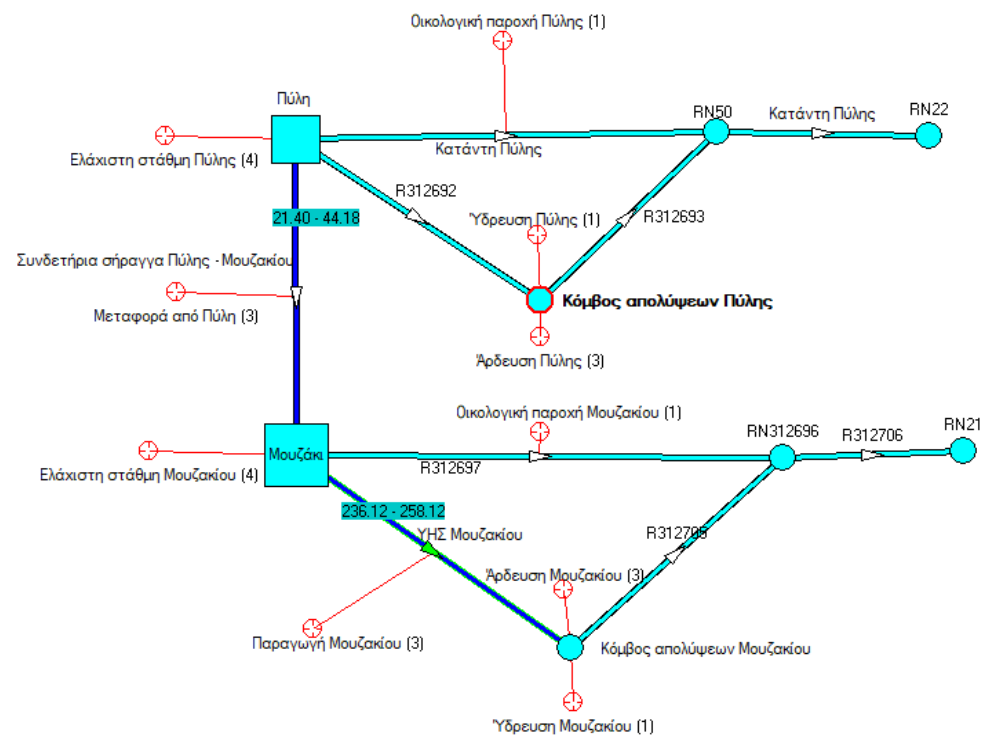 Οικολογική παροχή Πύλης (1)
Πύλη
RN50
Κατάντη Πύλης
RN22
Ελάχιστη στάθμη Πύλης (4)
Κατάντη Πύλης
R312692
21.40 - 44.18
Ύδρευση Πύλης (1)
R312693
Συνδετήρια σήραγγα Πύλης - Μουζακίου
Κόμβος απολύψεων Πύλης
Μεταφορά από Πύλη (3)
Άρδευση Πύλης (3)
Οικολογική παροχή Μουζακίου (1)
RN312696
R312706
RN21
Μουζάκι
R312697
Ελάχιστη στάθμη Μουζακίου (4)
236.12 - 258.12
ΥΗΣ Μουζακίου
R312705
Άρδευση Μουζακίου (3)
Παραγωγή Μουζακίου (3)
Κόμβος απολύψεων Μουζακίου
Ύδρευση Μουζακίου (1)